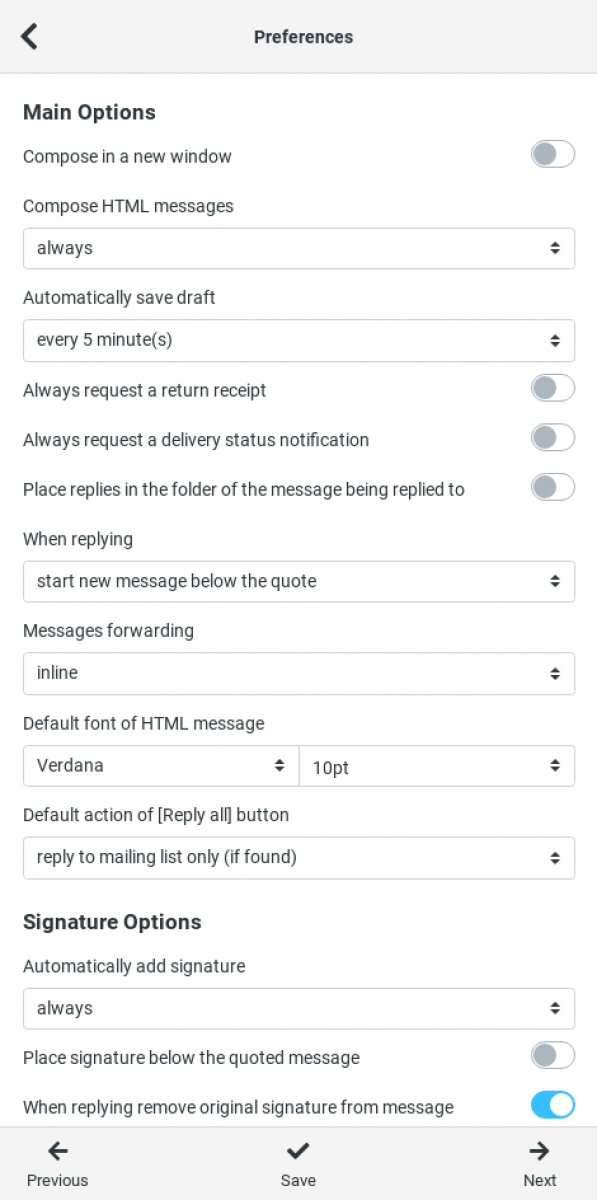 Preferences
Main Options
Compose in a new window
Compose HTML messages
always
Automatically save draft
every 5 minute(s)
Always request a return receipt
Always request a delivery status notification
Place replies in the folder of the message being replied to
When replying
start new message below the quote
Messages forwarding
inline
Default font of HTML message
Verdana 10pt
Default action of [Reply all] button
reply to mailing list only (if found)
Signature Options
Automatically add signature
always
Place signature below the quoted message
When replying remove original signature from message
Previous Save Next